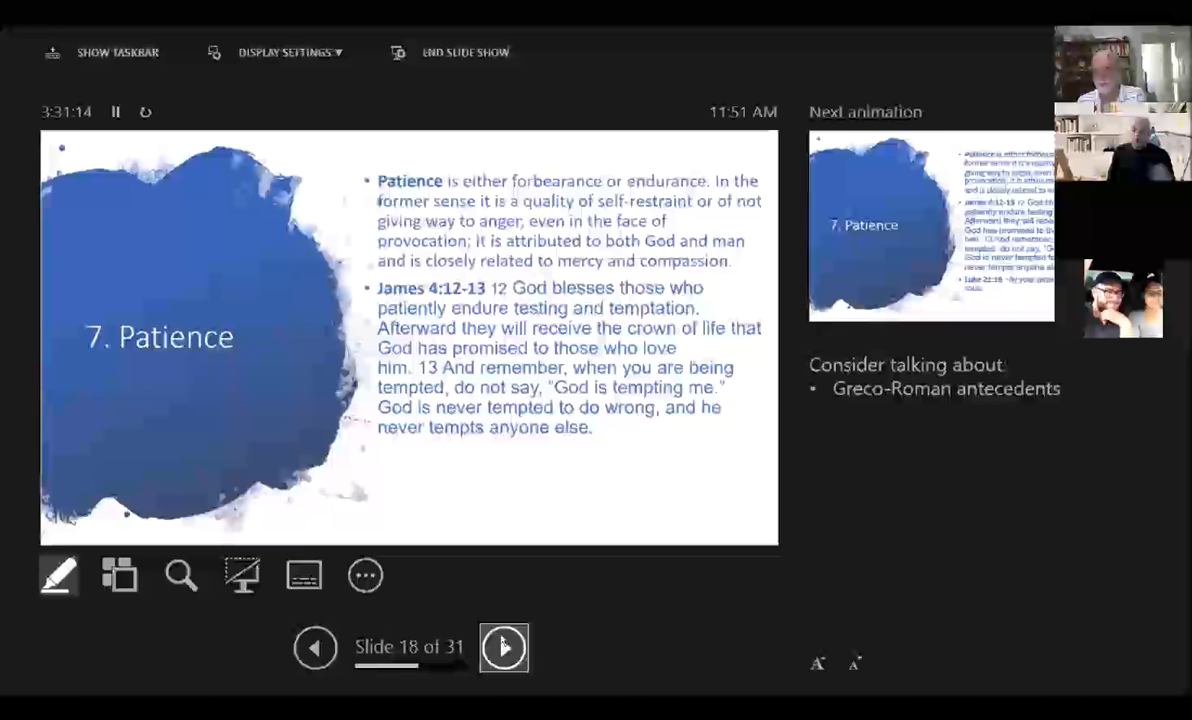 SHOW TASKBAR
DISPLAY SETTINGS ▾
END SLIDE SHOW
3:31:14
11:51 AM
Next animation
7. Patience
• Patience is either forbearance or endurance. In the
former sense it is a quality of self-restraint or of not
giving way to anger, even in the face of
provocation; it is attributed to both God and man
and is closely related to mercy and compassion.
• James 4:12-13 12 God blesses those who
patiently endure testing and temptation.
Afterward they will receive the crown of life that
God has promised to those who love
him. 13 And remember, when you are being
tempted, do not say, "God is tempting me."
God is never tempted to do wrong, and he
never tempts anyone else.
7. Patience
Consider talking about:
• Greco-Roman antecedents
Slide 18 of 31
A
A